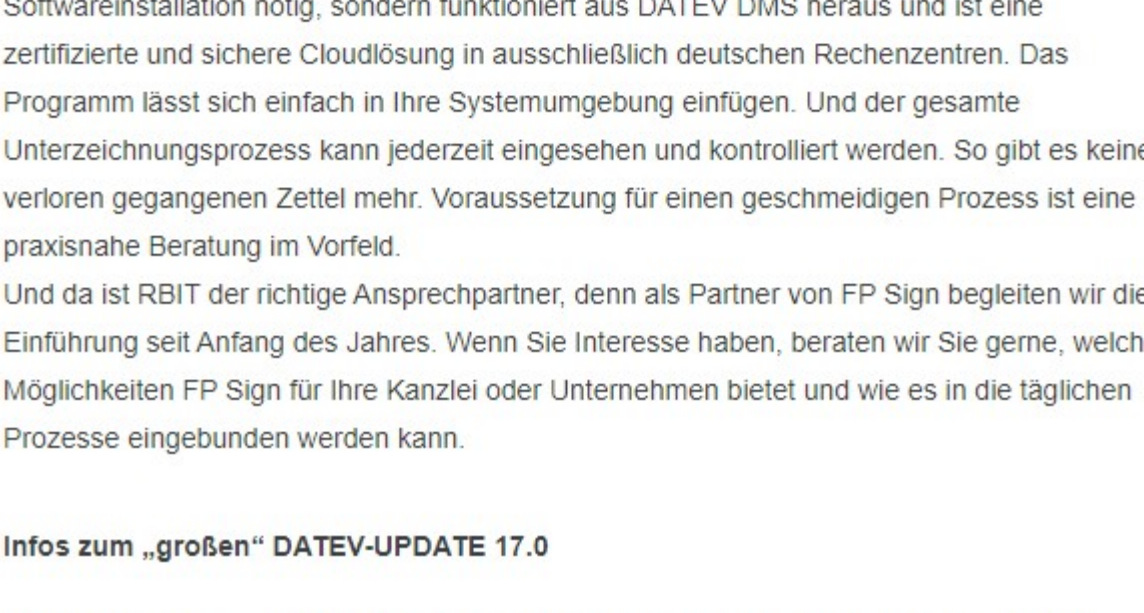 Softwareinstallation nötig, sondern funktioniert aus DATEV DMS heraus und ist eine
zertifizierte und sichere Cloudlösung in ausschließlich deutschen Rechenzentren. Das
Programm lässt sich einfach in Ihre Systemumgebung einfügen. Und der gesamte
Unterzeichnungsprozess kann jederzeit eingesehen und kontrolliert werden. So gibt es keine
verloren gegangenen Zettel mehr. Voraussetzung für einen geschmeidigen Prozess ist eine
praxisnahe Beratung im Vorfeld.
Und da ist RBIT der richtige Ansprechpartner, denn als Partner von FP Sign begleiten wir die
Einführung seit Anfang des Jahres. Wenn Sie Interesse haben, beraten wir Sie gerne, welch
Möglichkeiten FP Sign für Ihre Kanzlei oder Unternehmen bietet und wie es in die täglichen
Prozesse eingebunden werden kann.
Infos zum „großen“ DATEV-UPDATE 17.0